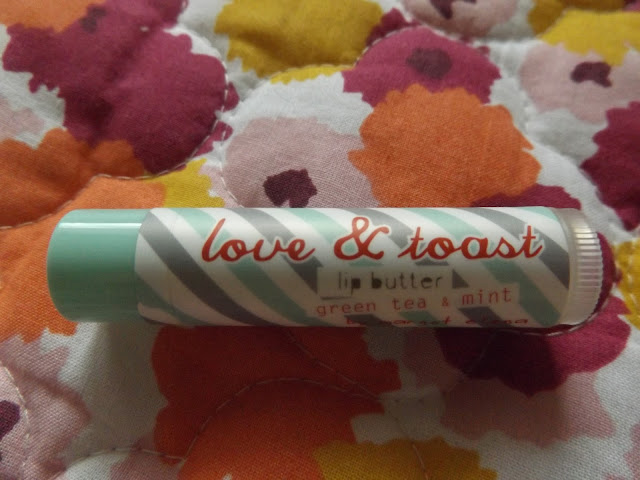 love & toast
lip butter
green tea & mint